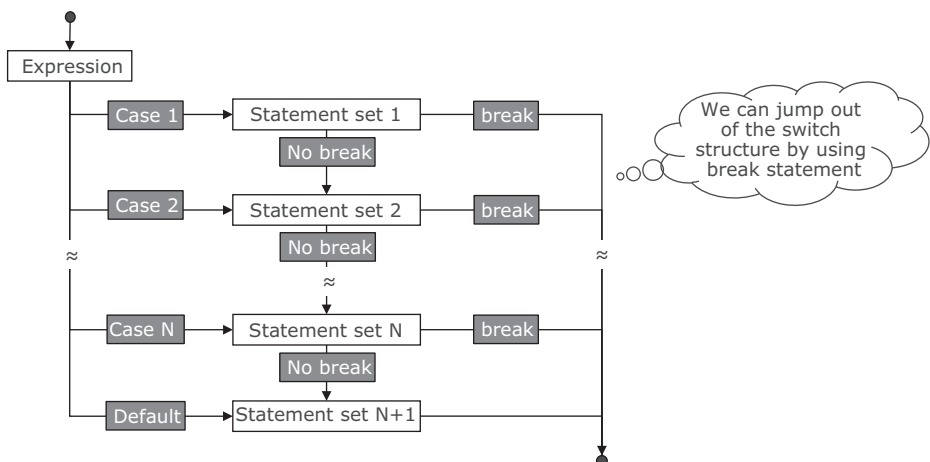 Expression
Case 1
Statement set 1
break
No break
Case 2
Statement set 2
break
No break
≈
≈
≈
Case N
Statement set N
break
No break
Default
Statement set N+1
We can jump out
of the switch
structure by using
break statement